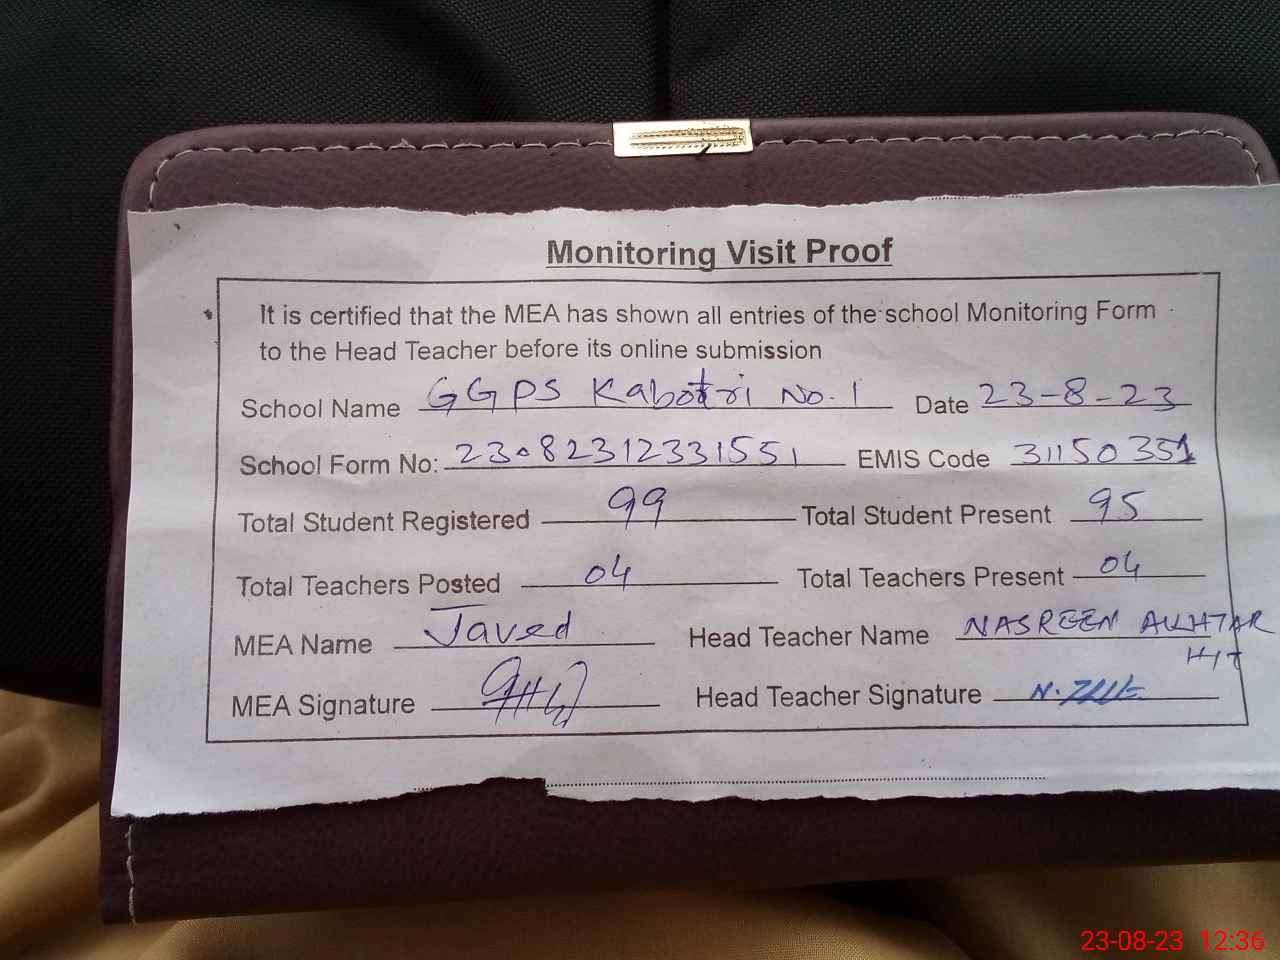 Monitoring Visit Proof
It is certified that the MEA has shown all entries of the school Monitoring Form
to the Head Teacher before its online submission
School Name GGPS Kabotri No. 1 Date 23-8-23
School Form No: 23082312331551 EMIS Code 31150351
Total Student Registered 99 Total Student Present 95
Total Teachers Posted 04 Total Teachers Present 04
MEA Name Javed Head Teacher Name NASREEN AKHTAR
H/T
MEA Signature Head Teacher Signature
23-08-23 12:36